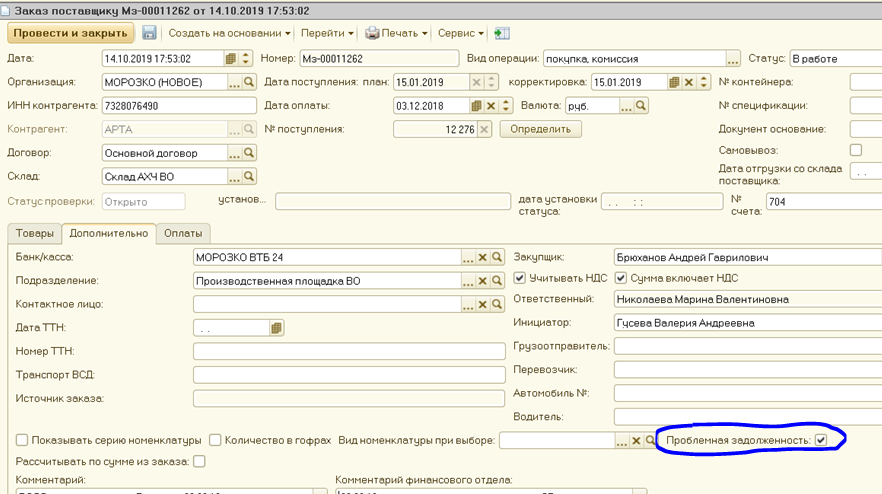 Заказ поставщику Мз-00011262 от 14.10.2019 17:53:02
Провести и закрыть Создать на основании Перейти Печать Сервис
Дата: 14.10.2019 17:53:02 Номер: Мз-00011262 Вид операции: покупка, комиссия ... Статус: В работе
Организация: МОРОЗКО (НОВОЕ) ... Дата поступления: план: 15.01.2019 корректировка: 15.01.2019 № контейнера:
ИНН контрагента: 7328076490 Дата оплаты: 03.12.2018 Валюта: руб. ... № спецификации:
Контрагент: АРТА ... № поступления: 12 276 Определить Документ основание:
Договор: Основной договор ... Самовывоз:
Склад: Склад АХЧ ВО ... Дата отгрузки со склада поставщика: . .
Статус проверки: Открыто установ... дата установки статуса: . . : : № счета: 704
Товары Дополнительно Оплаты
Банк/касса: МОРОЗКО ВТБ 24 ... Закупщик: Брюханов Андрей Гаврилович
Подразделение: Производственная площадка ВО ... Учитывать НДС Сумма включает НДС
Контактное лицо: ... Ответственный: Николаева Марина Валентиновна
Дата ТТН: . . Инициатор: Гусева Валерия Андреевна
Номер ТТН: Грузоотправитель:
Транспорт ВСД: Перевозчик:
Источник заказа: Автомобиль №:
Водитель:
Показывать серию номенклатуры Количество в гофрах Вид номенклатуры при выборе: ... Проблемная задолженность:
Рассчитывать по сумме из заказа:
Комментарий: Комментарий финансового отдела: